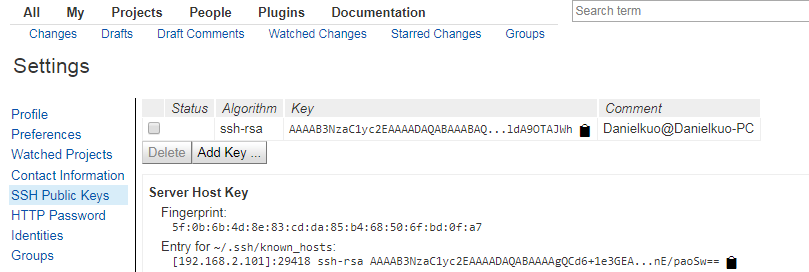 All My Projects People Plugins Documentation Search term
Changes Drafts Draft Comments Watched Changes Starred Changes Groups
Settings
Profile
Preferences
Watched Projects
Contact Information
SSH Public Keys
HTTP Password
Identities
Groups
Status Algorithm Key Comment
ssh-rsa AAAAB3NzaC1yc2EAAAADAQABAAABAQ...ldA9OTAJWh Danielkuo@Danielkuo-PC
Delete Add Key ...
Server Host Key
Fingerprint:
5f:0b:6b:4d:8e:83:cd:da:85:b4:68:50:6f:bd:0f:a7
Entry for ~/.ssh/known_hosts:
[192.168.2.101]:29418 ssh-rsa AAAAB3NzaC1yc2EAAAADAQABAAAAgQCd6+1e3GEA...nE/paoSw==